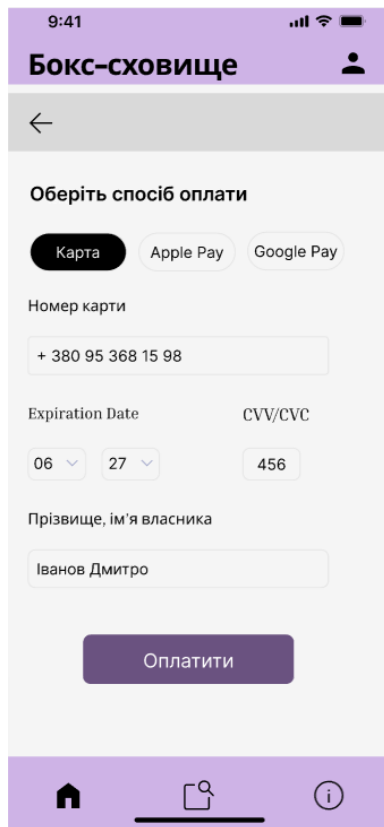 9:41
Бокс-сховище
Оберіть спосіб оплати
Карта Apple Pay Google Pay
Номер карти
+ 380 95 368 15 98
Expiration Date CVV/CVC
06 27 456
Прізвище, ім'я власника
Іванов Дмитро
Оплатити